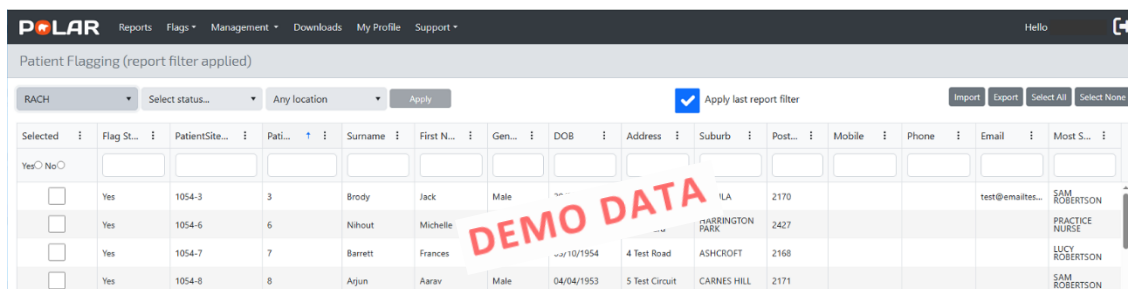 POLAR Reports Flags Management Downloads My Profile Support Hello
Patient Flagging (report filter applied)
RACH Select status... Any location Apply Apply last report filter Import Export Select All Select None
Selected Flag St... PatientSite... Pati... Surname First N... Gen... DOB Address Suburb Post... Mobile Phone Email Most S...
Yes No
Yes 1054-3 3 Brody Jack Male 2170 test@emailtes... SAM ROBERTSON
Yes 1054-6 6 Nihout Michelle HARRINGTON PARK 2427 PRACTICE NURSE
Yes 1054-7 7 Barrett Frances 4 Test Road ASHCROFT 2168 LUCY ROBERTSON
Yes 1054-8 8 Arjun Aarav Male 04/04/1953 5 Test Circuit CARNES HILL 2171 SAM ROBERTSON
DEMO DATA